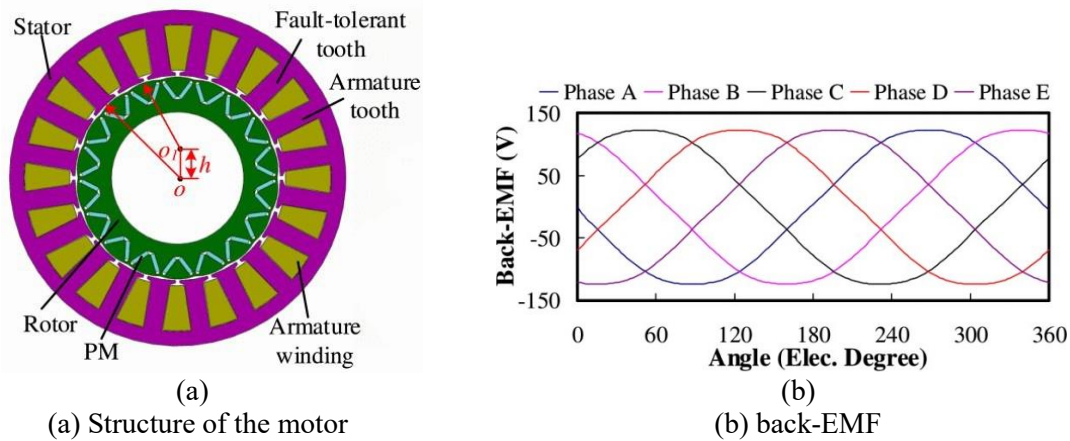 Stator
Fault-tolerant
tooth
Armature
tooth
o1
h
o
Rotor
PM
Armature
winding
Phase A Phase B Phase C Phase D Phase E
150
50
-50
-150
Back-EMF (V)
0 60 120 180 240 300 360
Angle (Elec. Degree)
(a)
(b)
(a) Structure of the motor
(b) back-EMF